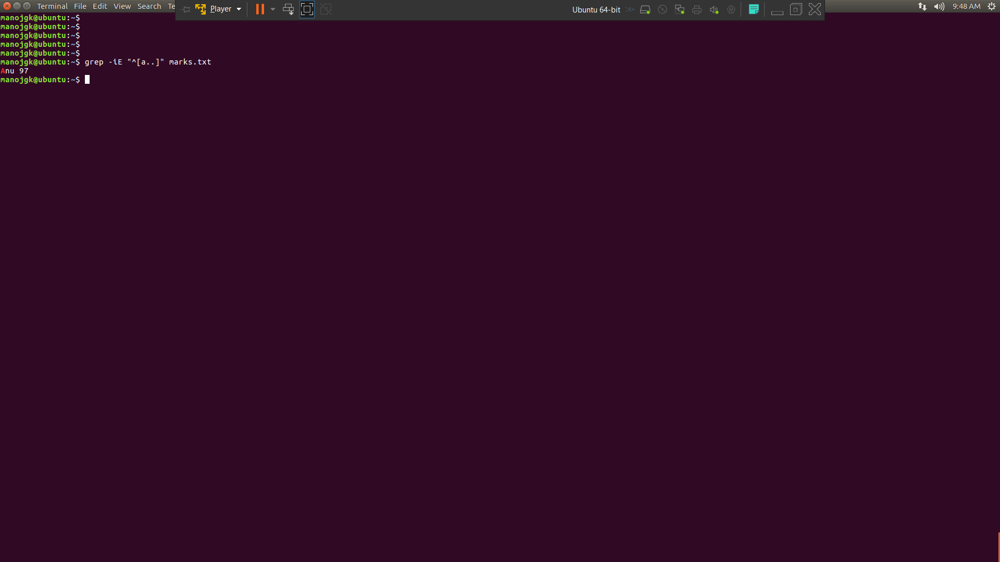 Terminal File Edit View Search Te
Player
Ubuntu 64-bit
9:48 AM
manojgk@ubuntu:~$
manojgk@ubuntu:~$
manojgk@ubuntu:~$
manojgk@ubuntu:~$
manojgk@ubuntu:~$
manojgk@ubuntu:~$ grep -iE "^[a..]" marks.txt
Anu 97
manojgk@ubuntu:~$